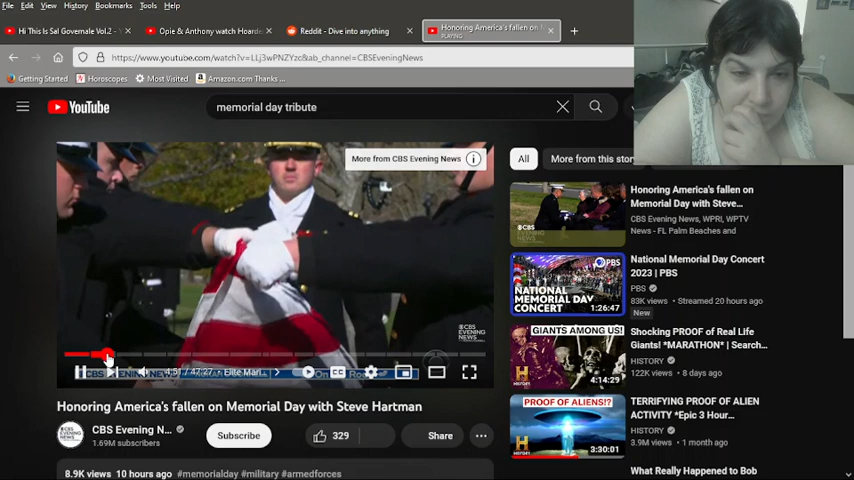 File Edit View History Bookmarks Tools Help
Hi This Is Sal Governale Vol.2 -
Opie & Anthony watch Hoarde
Reddit - Dive into anything
Honoring America's fallen on M
PLAYING
https://www.youtube.com/watch?v=LLj3wPNZYzc&ab_channel=CBSEveningNews
Getting Started Horoscopes Most Visited Amazon.com Thanks ...
YouTube
memorial day tribute
More from CBS Evening News
CBS
EVENING
NEWS
4:51 / 47:27 • Elite Mari...
CC
Honoring America's fallen on Memorial Day with Steve Hartman
CBS Evening N...
1.69M subscribers
Subscribe
329
Share
8.9K views 10 hours ago #memorialday #military #armedforces
All
More from this story
Honoring America's fallen on
Memorial Day with Steve...
CBS Evening News, WPRI, WPTV
News - FL Palm Beaches and
PBS
NATIONAL
MEMORIAL DAY
CONCERT
1:26:47
National Memorial Day Concert
2023 | PBS
PBS
83K views • Streamed 20 hours ago
New
GIANTS AMONG US!
4:14:29
Shocking PROOF of Real Life
Giants! *MARATHON* | Search...
HISTORY
122K views • 8 days ago
PROOF OF ALIENS!?
3:30:01
TERRIFYING PROOF OF ALIEN
ACTIVITY *Epic 3 Hour...
HISTORY
3.9M views • 1 month ago
What Really Happened to Bob